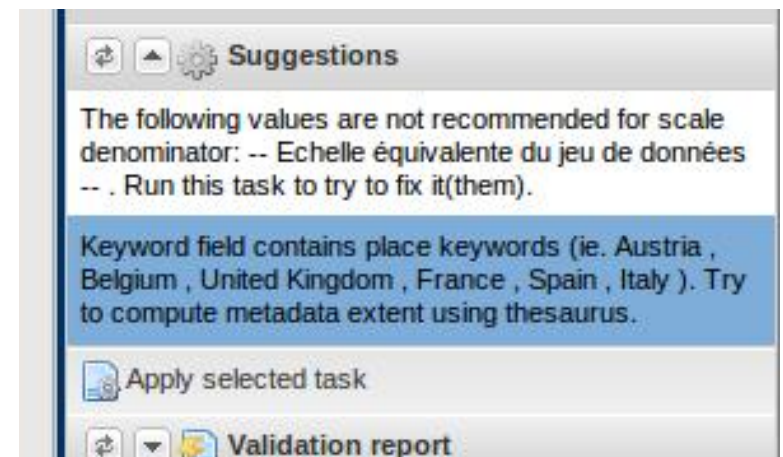 Suggestions
The following values are not recommended for scale
denominator: -- Echelle équivalente du jeu de données
-- . Run this task to try to fix it(them).
Keyword field contains place keywords (ie. Austria ,
Belgium , United Kingdom , France , Spain , Italy ). Try
to compute metadata extent using thesaurus.
Apply selected task
Validation report